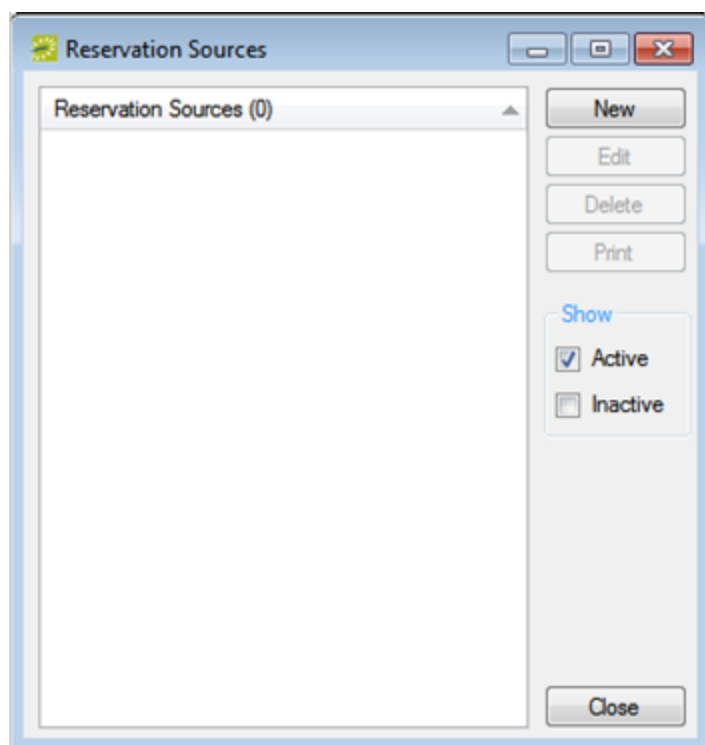 Reservation Sources
Reservation Sources (0)
New
Edit
Delete
Print
Show
Active
Inactive
Close